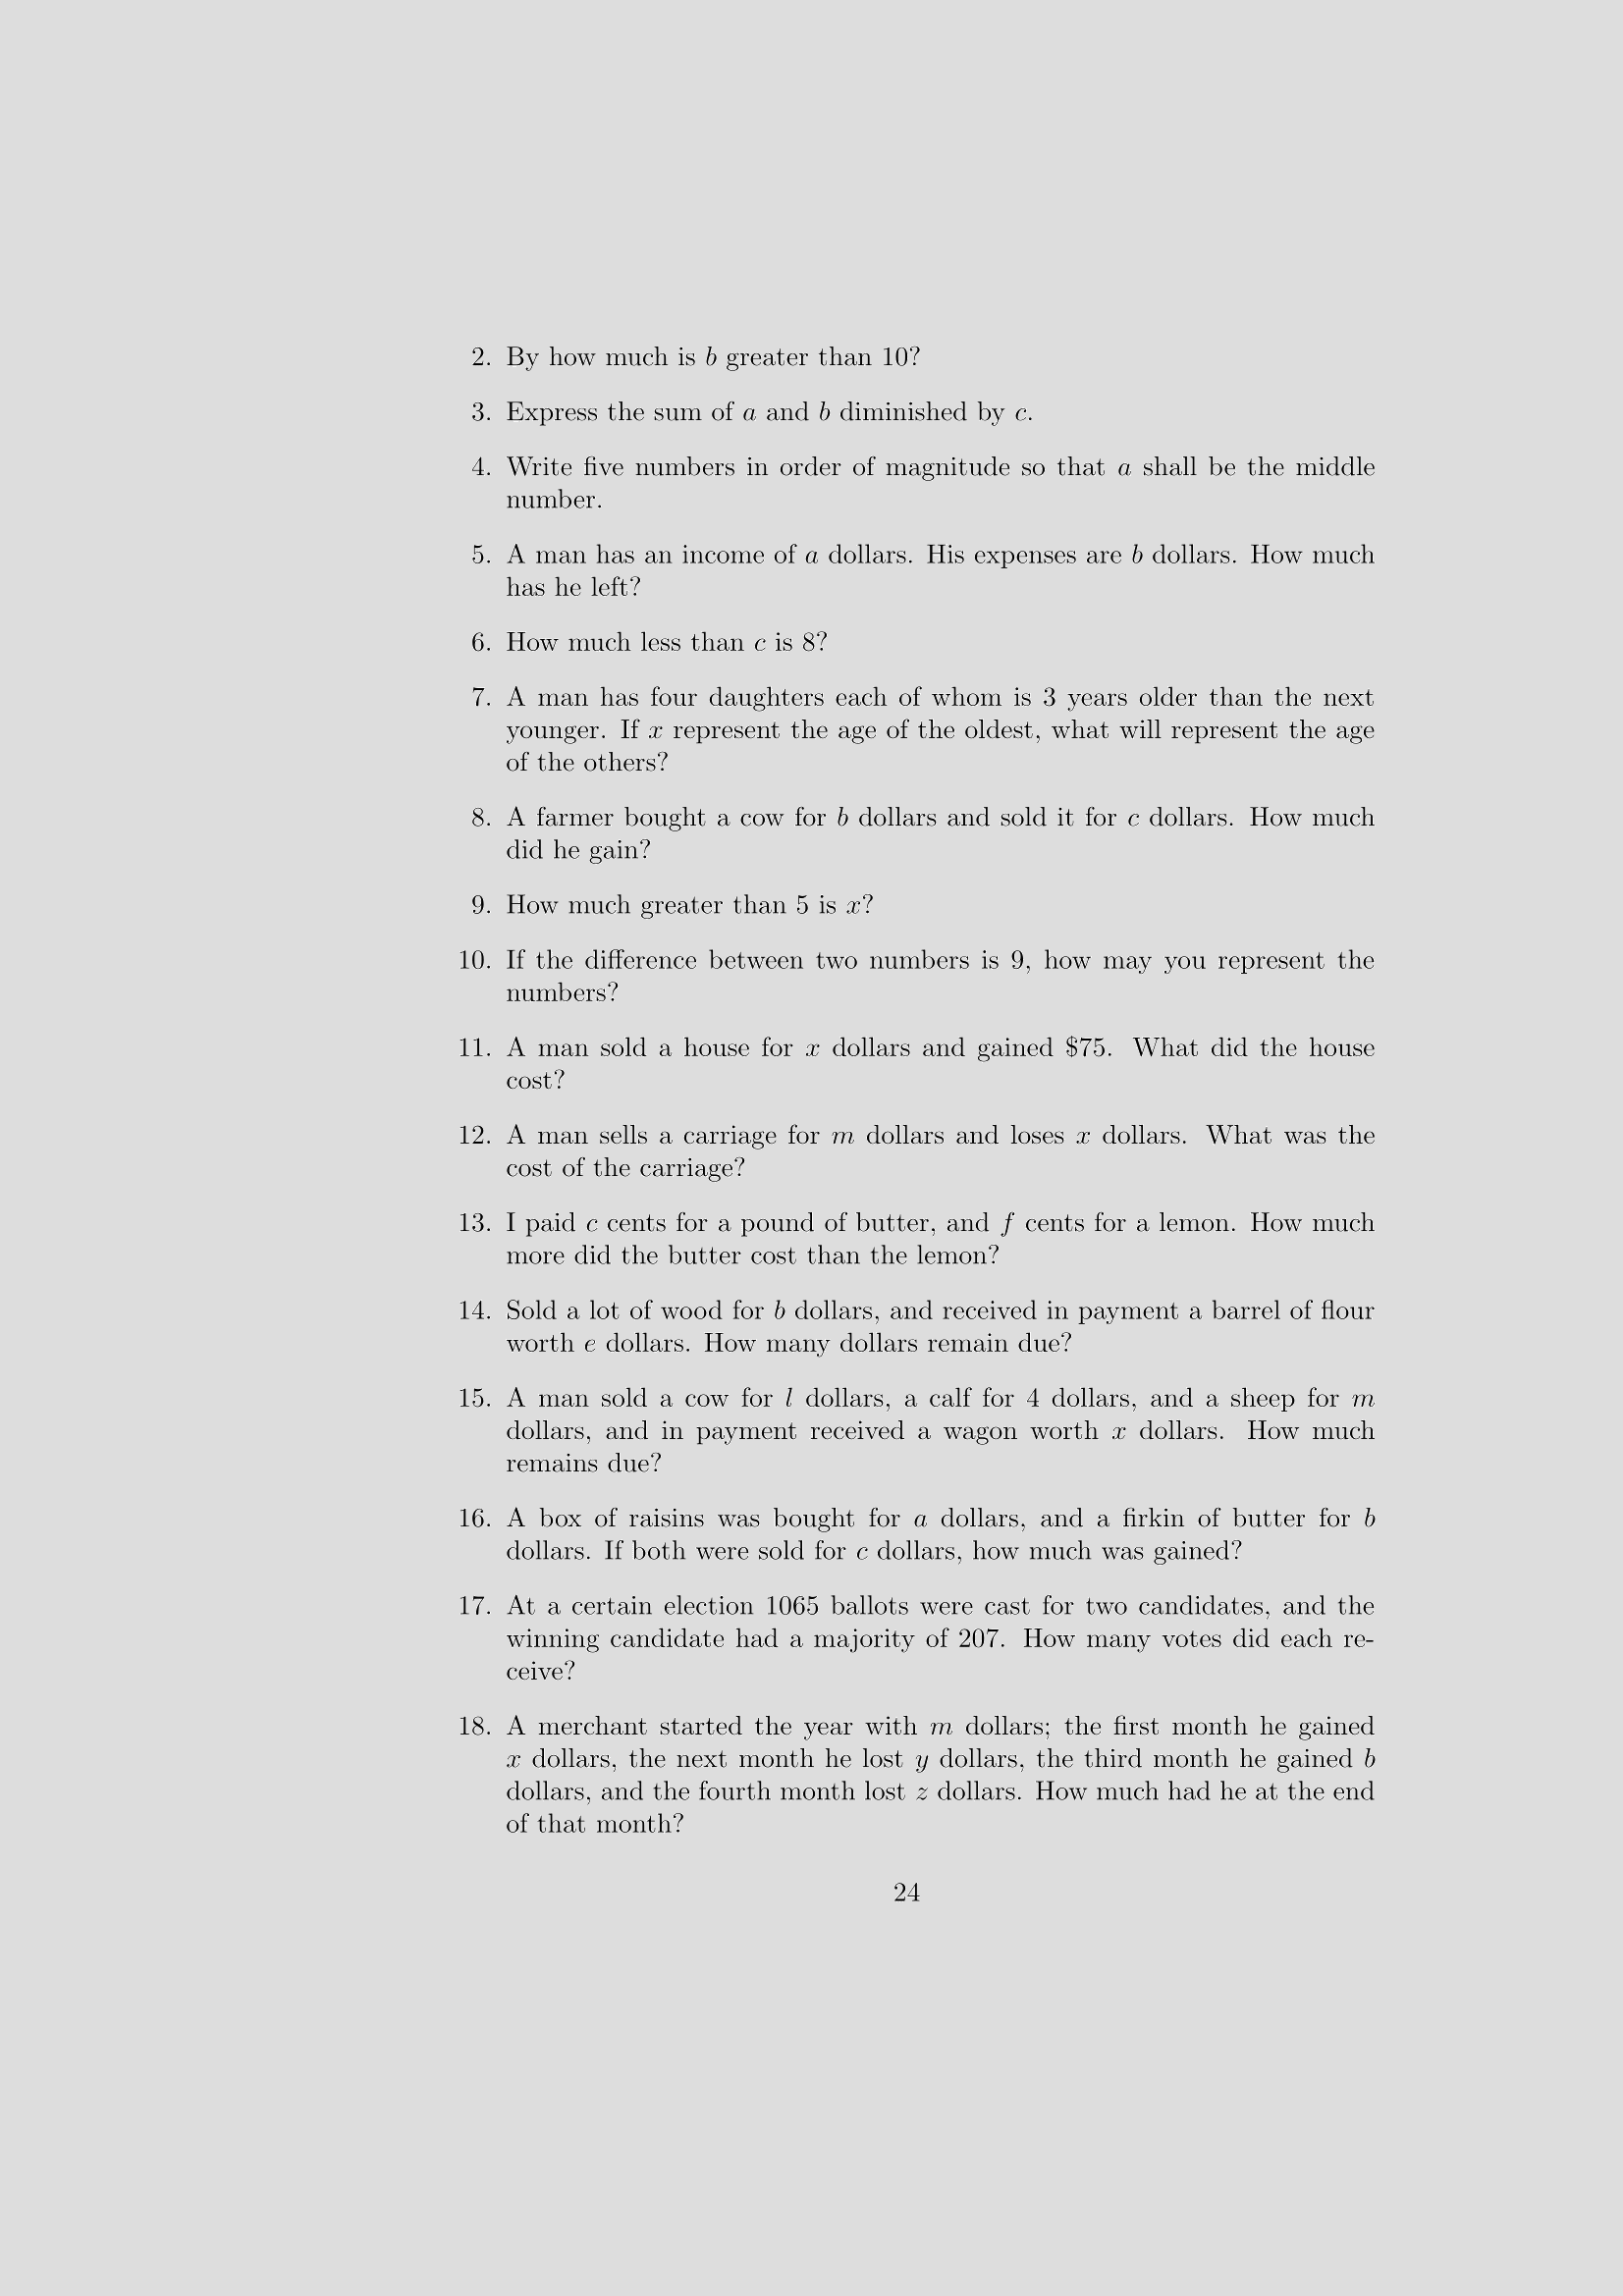 2. By how much is b greater than 10?
3. Express the sum of a and b diminished by c.
4. Write five numbers in order of magnitude so that a shall be the middle
number.
5. A man has an income of a dollars. His expenses are b dollars. How much
has he left?
6. How much less than c is 8?
7. A man has four daughters each of whom is 3 years older than the next
younger. If x represent the age of the oldest, what will represent the age
of the others?
8. A farmer bought a cow for b dollars and sold it for c dollars. How much
did he gain?
9. How much greater than 5 is x?
10. If the difference between two numbers is 9, how may you represent the
numbers?
11. A man sold a house for x dollars and gained $75. What did the house
cost?
12. A man sells a carriage for m dollars and loses x dollars. What was the
cost of the carriage?
13. I paid c cents for a pound of butter, and f cents for a lemon. How much
more did the butter cost than the lemon?
14. Sold a lot of wood for b dollars, and received in payment a barrel of flour
worth e dollars. How many dollars remain due?
15. A man sold a cow for l dollars, a calf for 4 dollars, and a sheep for m
dollars, and in payment received a wagon worth x dollars. How much
remains due?
16. A box of raisins was bought for a dollars, and a firkin of butter for b
dollars. If both were sold for c dollars, how much was gained?
17. At a certain election 1065 ballots were cast for two candidates, and the
winning candidate had a majority of 207. How many votes did each re-
ceive?
18. A merchant started the year with m dollars; the first month he gained
x dollars, the next month he lost y dollars, the third month he gained b
dollars, and the fourth month lost z dollars. How much had he at the end
of that month?
24